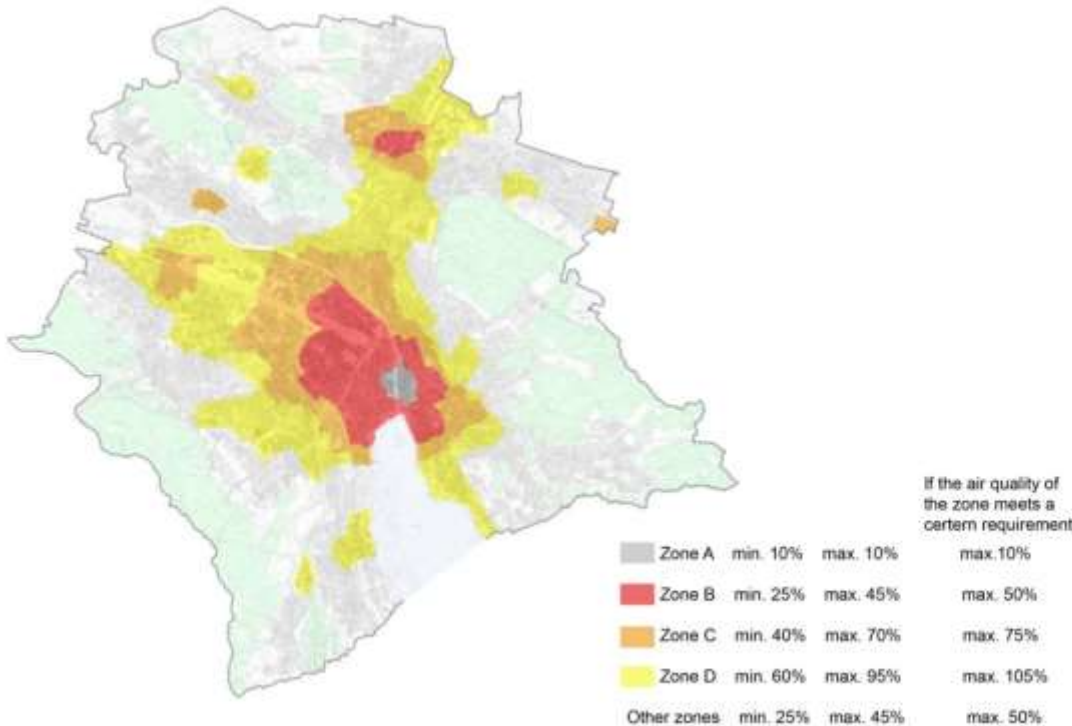 If the air quality of
the zone meets a
certern requirement
Zone A min. 10% max. 10% max.10%
Zone B min. 25% max. 45% max. 50%
Zone C min. 40% max. 70% max. 75%
Zone D min. 60% max. 95% max. 105%
Other zones min. 25% max. 45% max. 50%